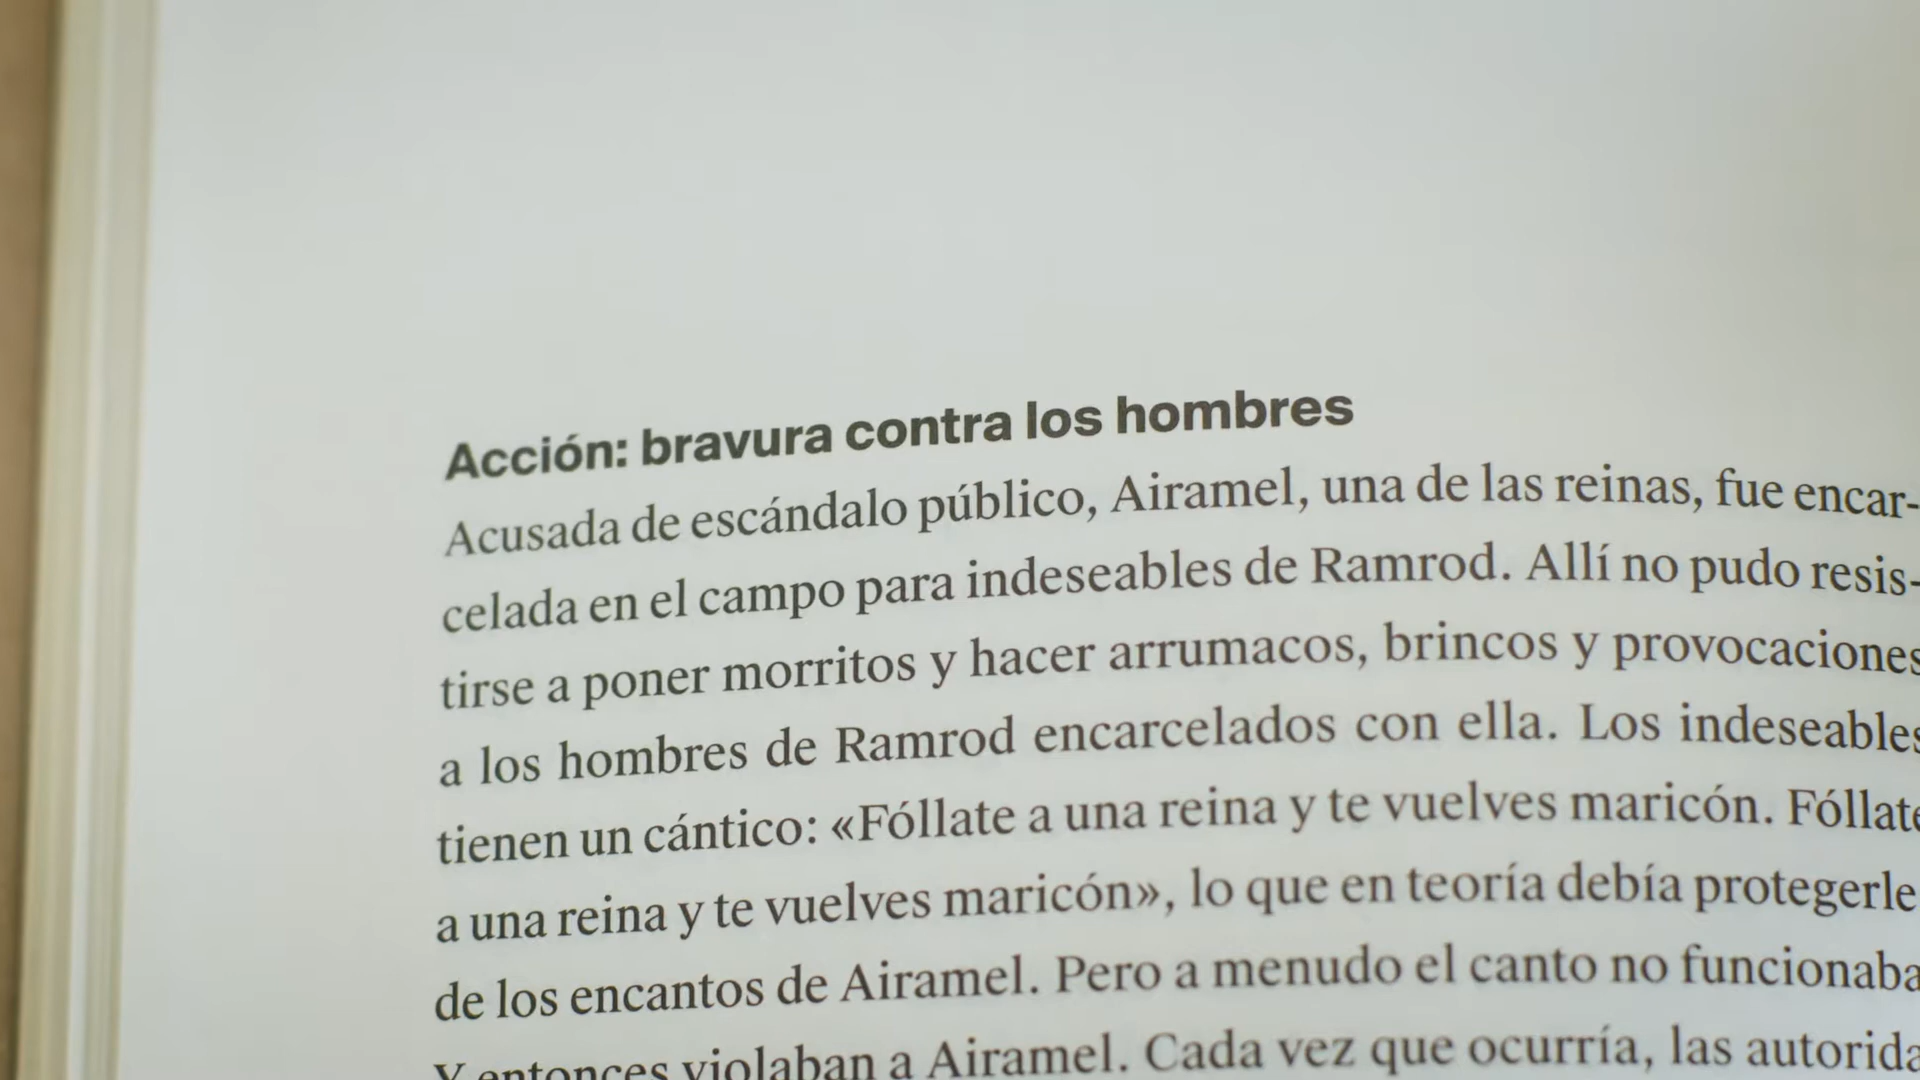 Acción: bravura contra los hombres
Acusada de escándalo público, Airamel, una de las reinas, fue encar-
celada en el campo para indeseables de Ramrod. Allí no pudo resis-
tirse a poner morritos y hacer arrumacos, brincos y provocaciones
a los hombres de Ramrod encarcelados con ella. Los indeseables
tienen un cántico: «Fóllate a una reina y te vuelves maricón. Fóllate
a una reina y te vuelves maricón», lo que en teoría debía protegerle
de los encantos de Airamel. Pero a menudo el canto no funcionaba
Y entonces violaban a Airamel. Cada vez que ocurría, las autorida